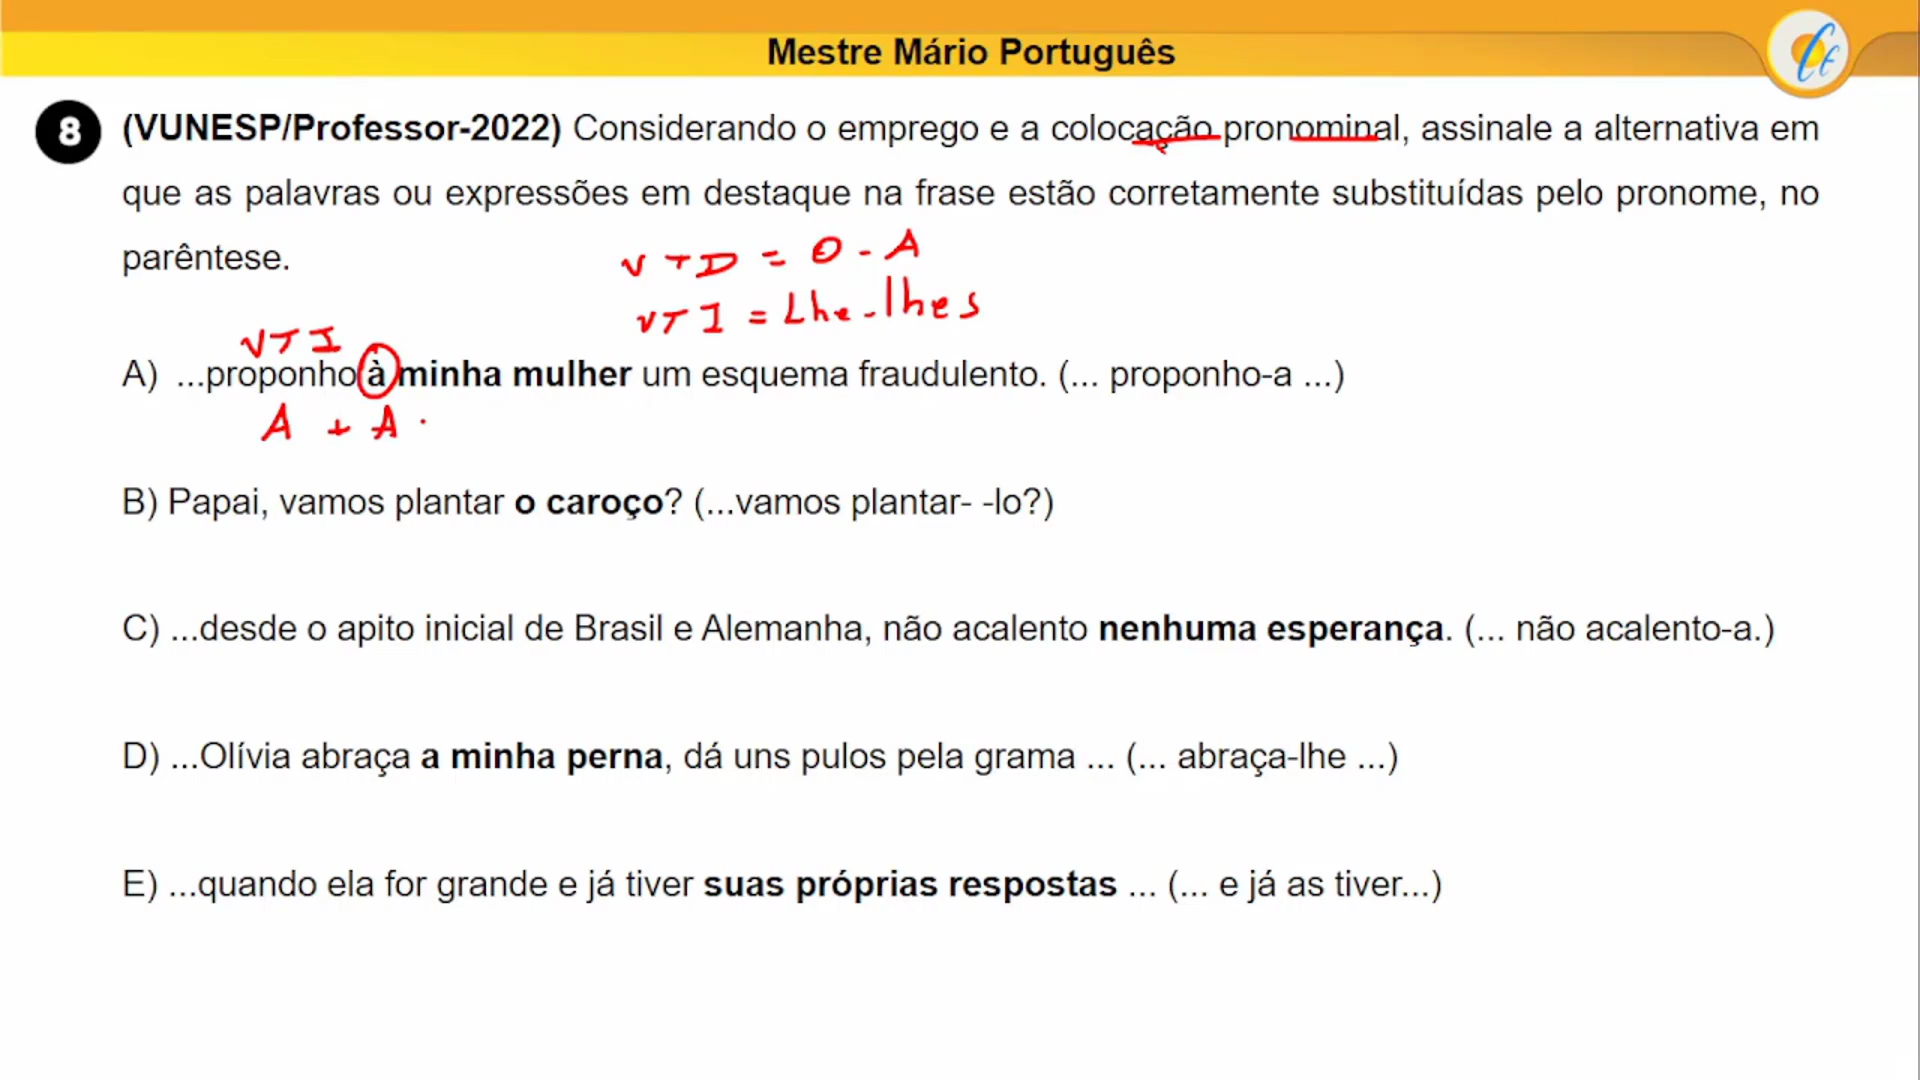 Mestre Mário Português
8 (VUNESP/Professor-2022) Considerando o emprego e a colocação pronominal, assinale a alternativa em
que as palavras ou expressões em destaque na frase estão corretamente substituídas pelo pronome, no
parêntese.
VTD = O - A
VTI = Lhe - lhes
VTI
A) ...proponho à minha mulher um esquema fraudulento. (... proponho-a ...)
A + A
B) Papai, vamos plantar o caroço? (...vamos plantar- -lo?)
C) ...desde o apito inicial de Brasil e Alemanha, não acalento nenhuma esperança. (... não acalento-a.)
D) ...Olívia abraça a minha perna, dá uns pulos pela grama ... (... abraça-lhe ...)
E) ...quando ela for grande e já tiver suas próprias respostas ... (... e já as tiver...)